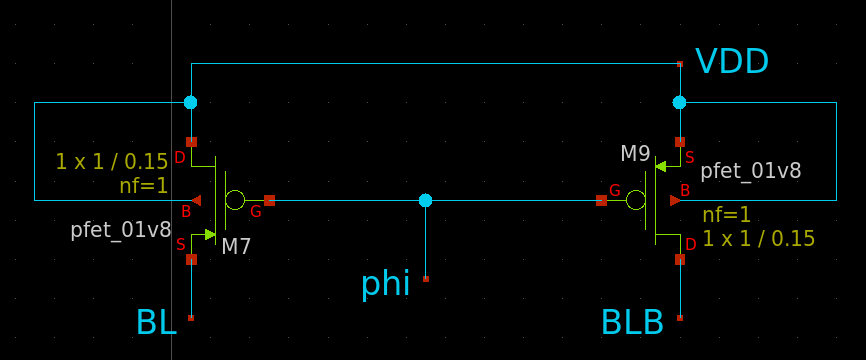 VDD
1 x 1 / 0.15
nf=1
D
B
G
S
pfet_01v8
M7
BL
phi
M9
S
pfet_01v8
G
B
nf=1
1 x 1 / 0.15
D
BLB